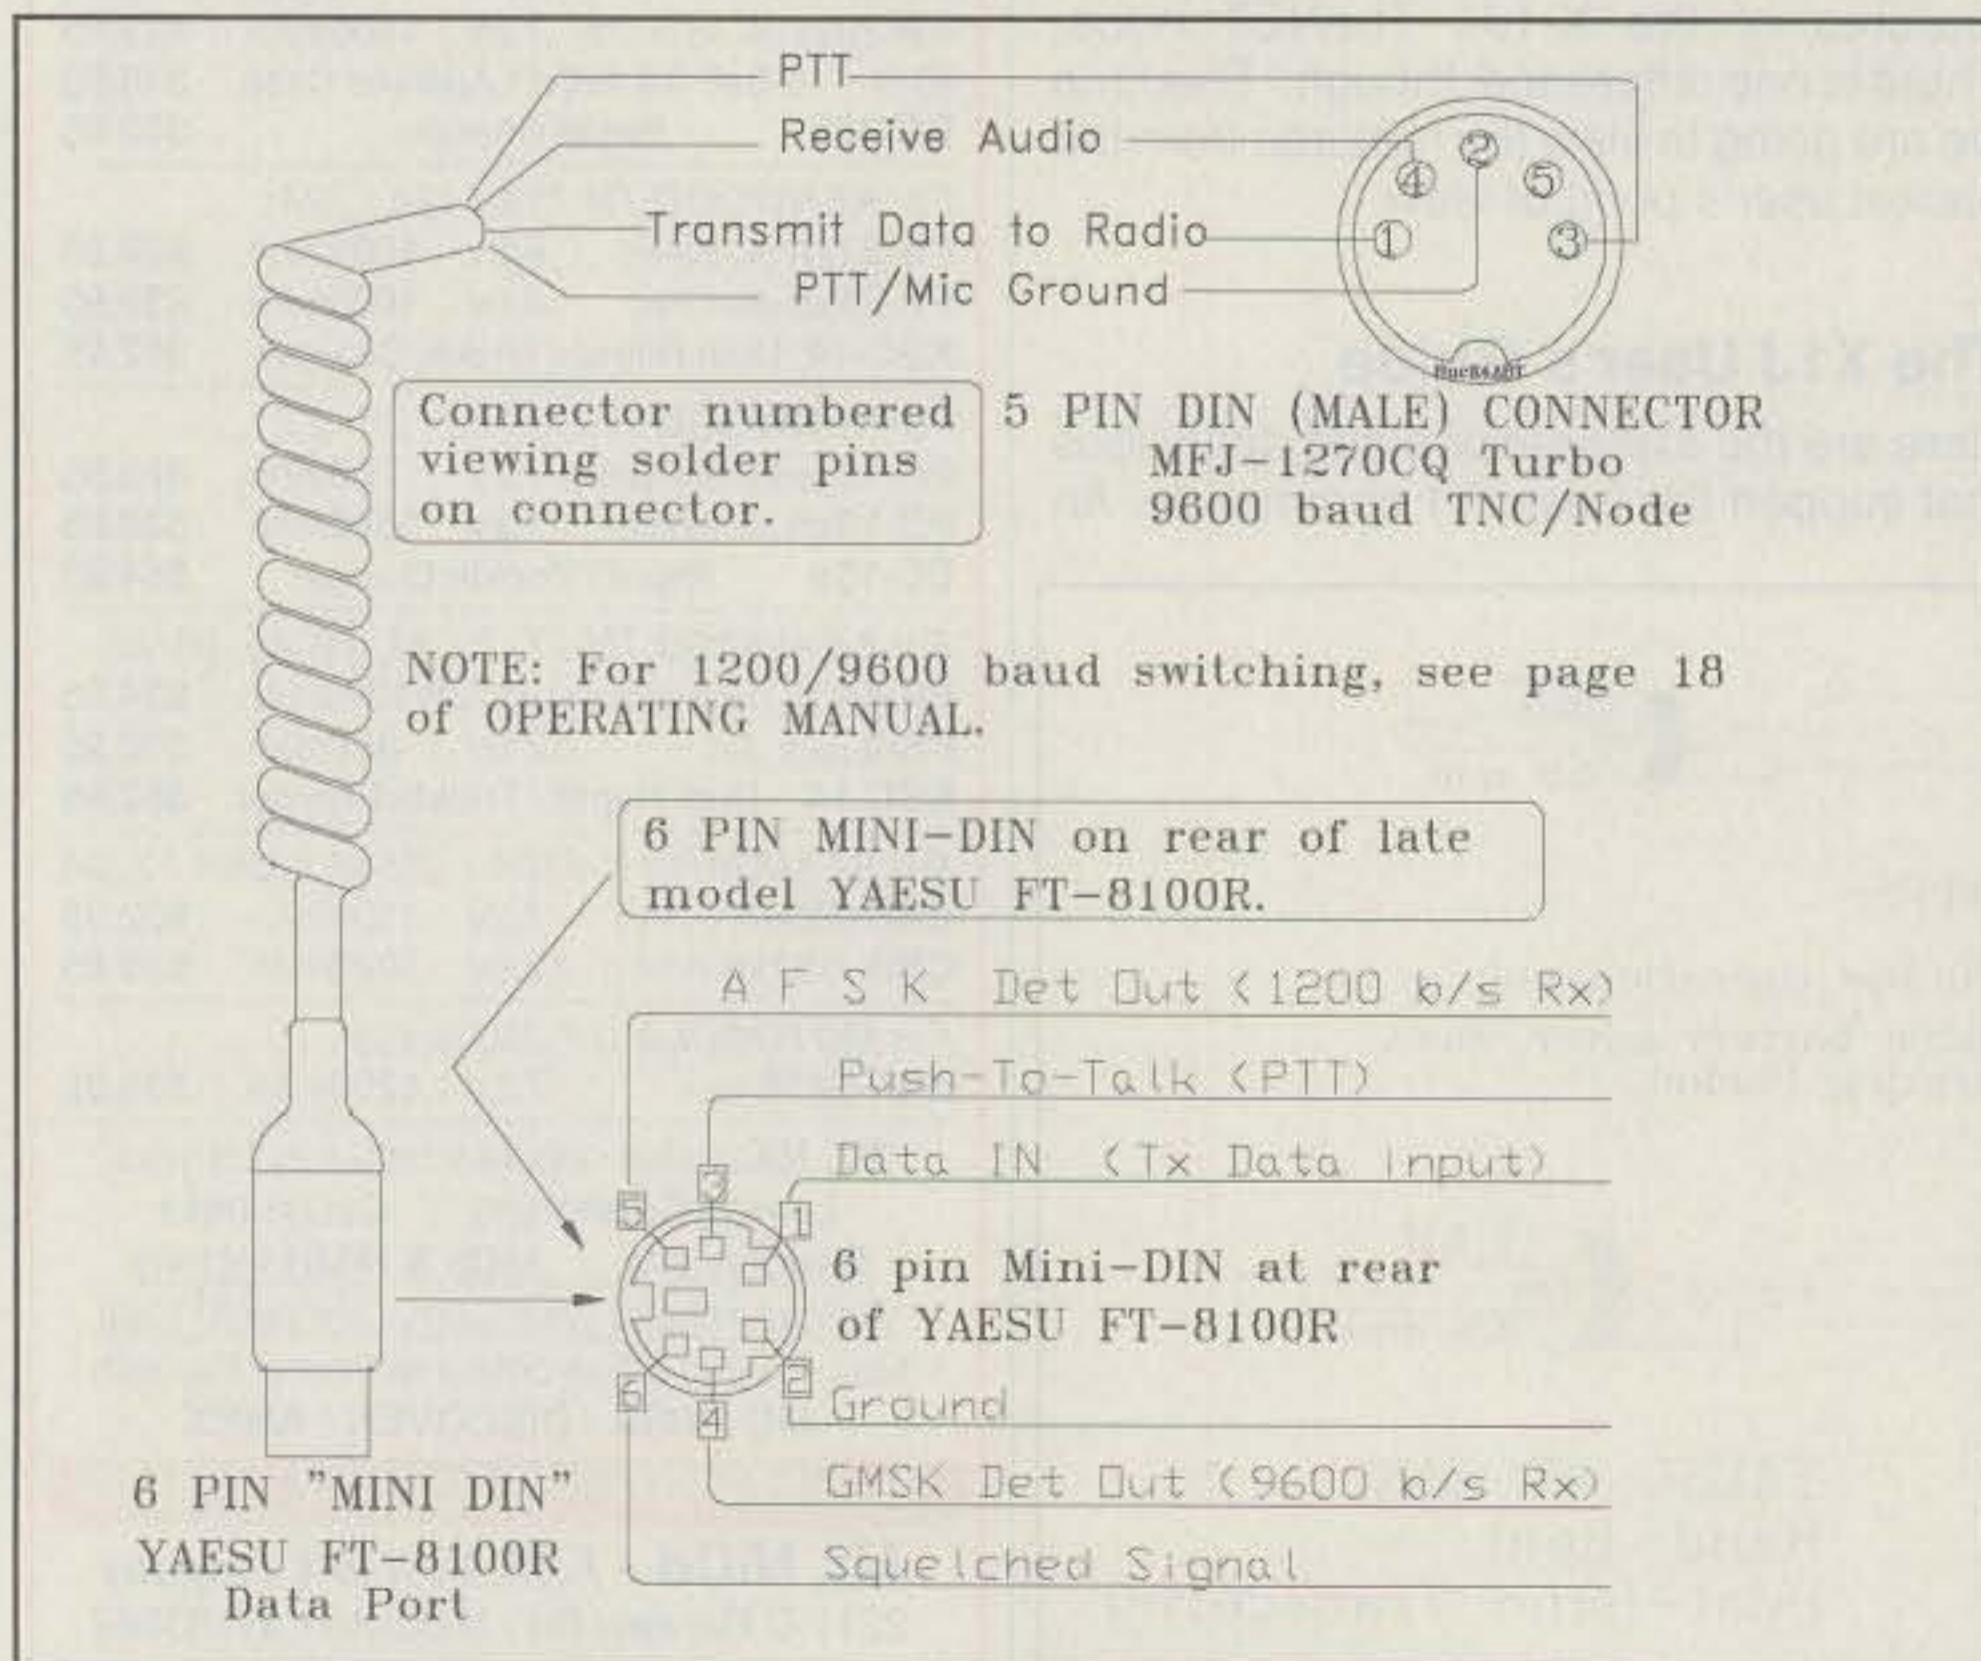 PTT
Receive Audio
Transmit Data to Radio
PTT/Mic Ground
4
2
5
1
3
Connector numbered
viewing solder pins
on connector.
5 PIN DIN (MALE) CONNECTOR
MFJ-1270CQ Turbo
9600 baud TNC/Node
NOTE: For 1200/9600 baud switching, see page 18
of OPERATING MANUAL.
6 PIN MINI-DIN on rear of late
model YAESU FT-8100R.
A F S K Det Out (1200 b/s Rx)
Push-To-Talk (PTT)
Data IN (Tx Data Input)
5
3
1
6 pin Mini-DIN at rear
of YAESU FT-8100R
6
4
2
Ground
GMSK Det Out (9600 b/s Rx)
Squelched Signal
6 PIN "MINI DIN"
YAESU FT-8100R
Data Port